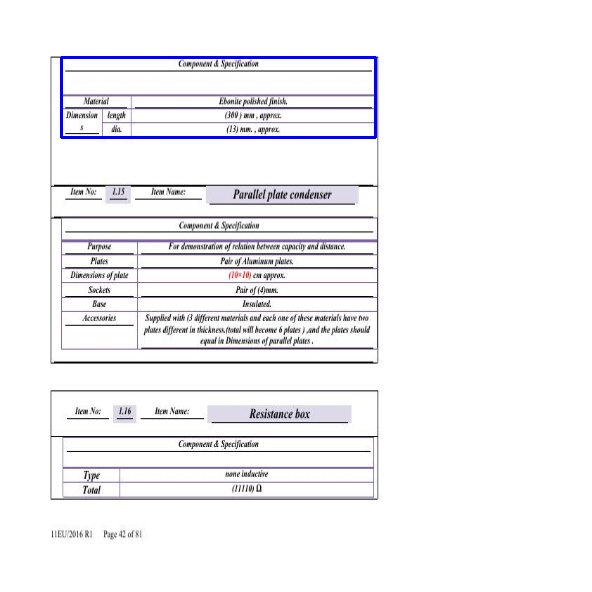 Component & Specification
Material Ebonite polished finish.
Dimension length (300) mm, approx.
s dia. (13) mm., approx.
Item No: 1.15 Item Name: Parallel plate condenser
Component & Specification
Purpose For demonstration of relation between capacity and distance.
Plates Pair of Aluminum plates.
Dimensions of plate (10×10) cm approx.
Sockets Pair of (4)mm.
Base Insulated.
Accessories Supplied with (3 different materials and each one of these materials have two
plates different in thickness.(total will become 6 plates ) ,and the plates should
equal in Dimensions of parallel plates .
Item No: 1.16 Item Name: Resistance box
Component & Specification
Type none inductive
Total (11110) Ω
11EU/2016 R1 Page 42 of 81